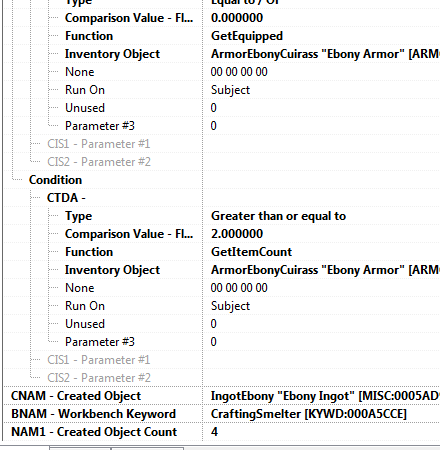 Type Equal to / Or
Comparison Value - Fl... 0.000000
Function GetEquipped
Inventory Object ArmorEbonyCuirass "Ebony Armor" [ARM
None 00 00 00 00
Run On Subject
Unused 0
Parameter #3 0
CIS1 - Parameter #1
CIS2 - Parameter #2
Condition
CTDA -
Type Greater than or equal to
Comparison Value - Fl... 2.000000
Function GetItemCount
Inventory Object ArmorEbonyCuirass "Ebony Armor" [ARM
None 00 00 00 00
Run On Subject
Unused 0
Parameter #3 0
CIS1 - Parameter #1
CIS2 - Parameter #2
CNAM - Created Object IngotEbony "Ebony Ingot" [MISC:0005AD9
BNAM - Workbench Keyword CraftingSmelter [KYWD:000A5CCE]
NAM1 - Created Object Count 4